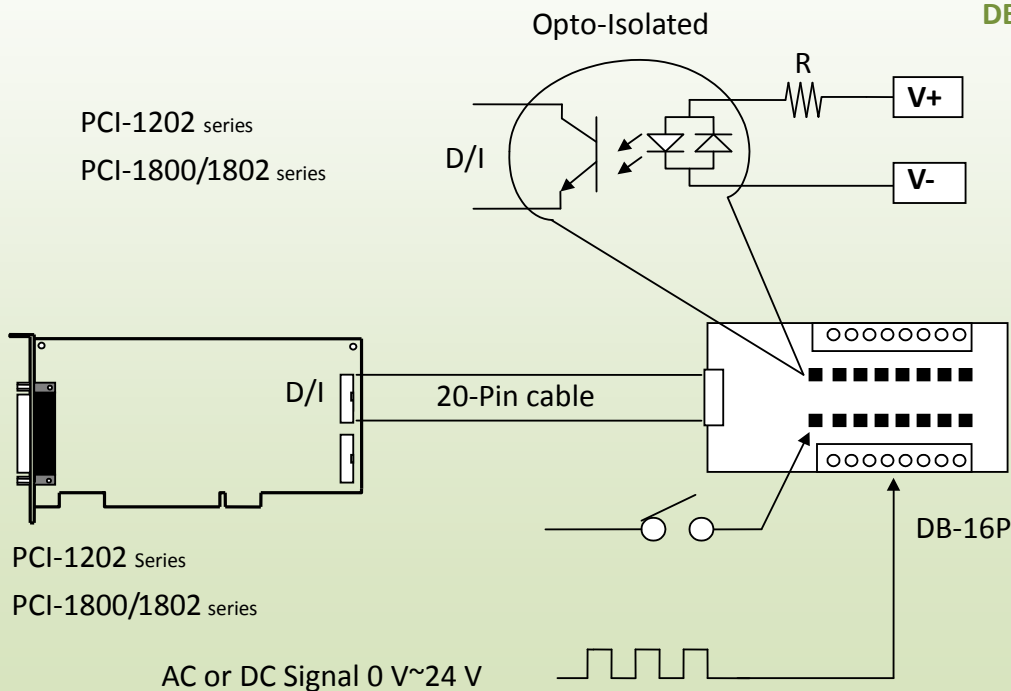 DB
Opto-Isolated
R
V+
PCI-1202 series
D/I
PCI-1800/1802 series
V-
D/I
20-Pin cable
DB-16P
PCI-1202 Series
PCI-1800/1802 series
AC or DC Signal 0 V~24 V